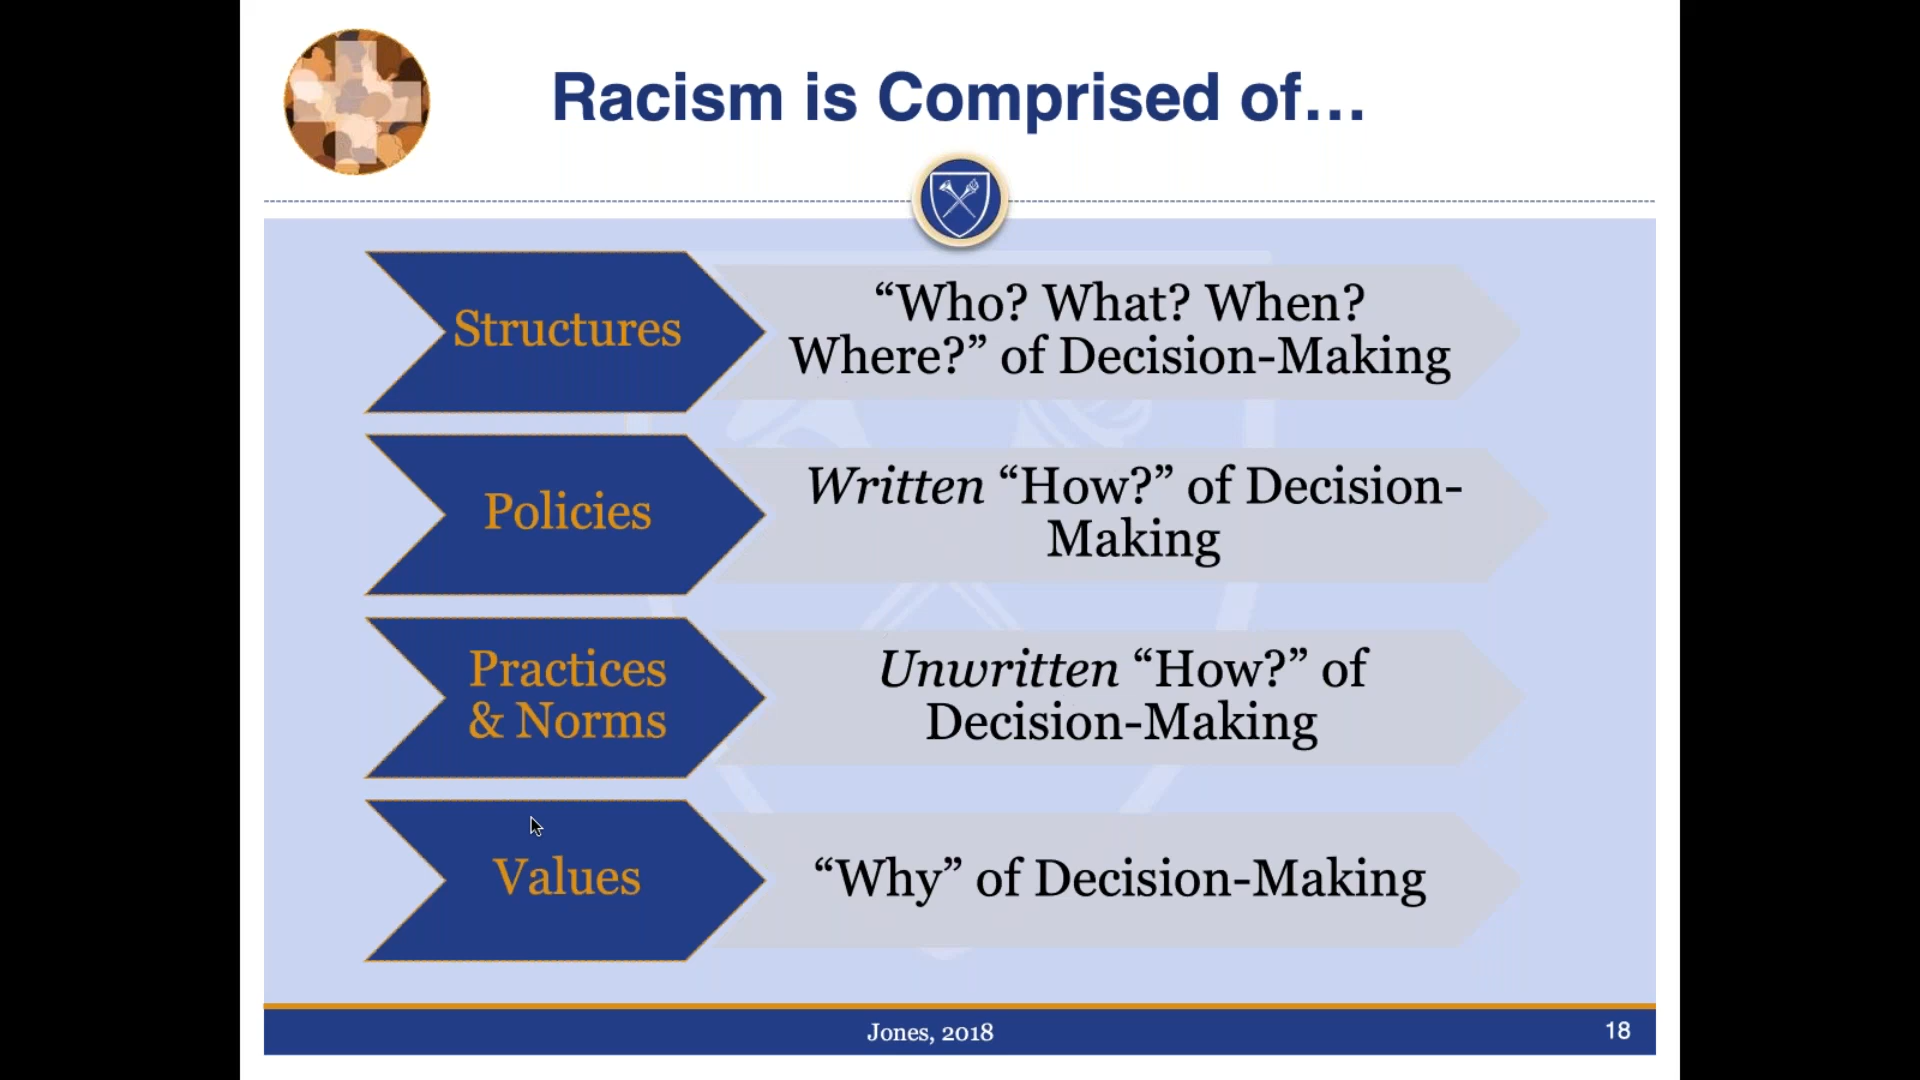 Racism is Comprised of…
Structures
“Who? What? When?
Where?” of Decision-Making
Policies
Written “How?” of Decision-
Making
Practices
& Norms
Unwritten “How?” of
Decision-Making
Values
“Why” of Decision-Making
Jones, 2018
18